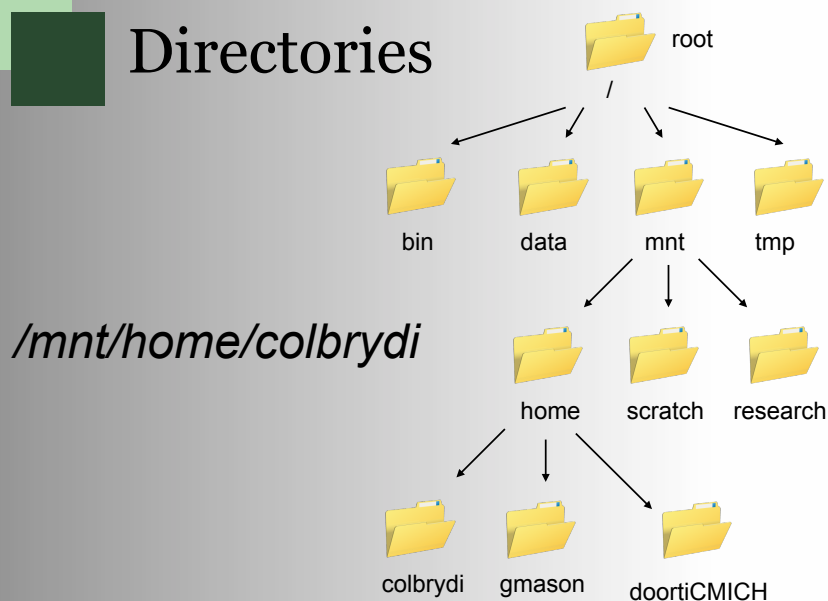 Directories
root
/
bin data mnt tmp
/mnt/home/colbrydi
home scratch research
colbrydi gmason doortiCMICH